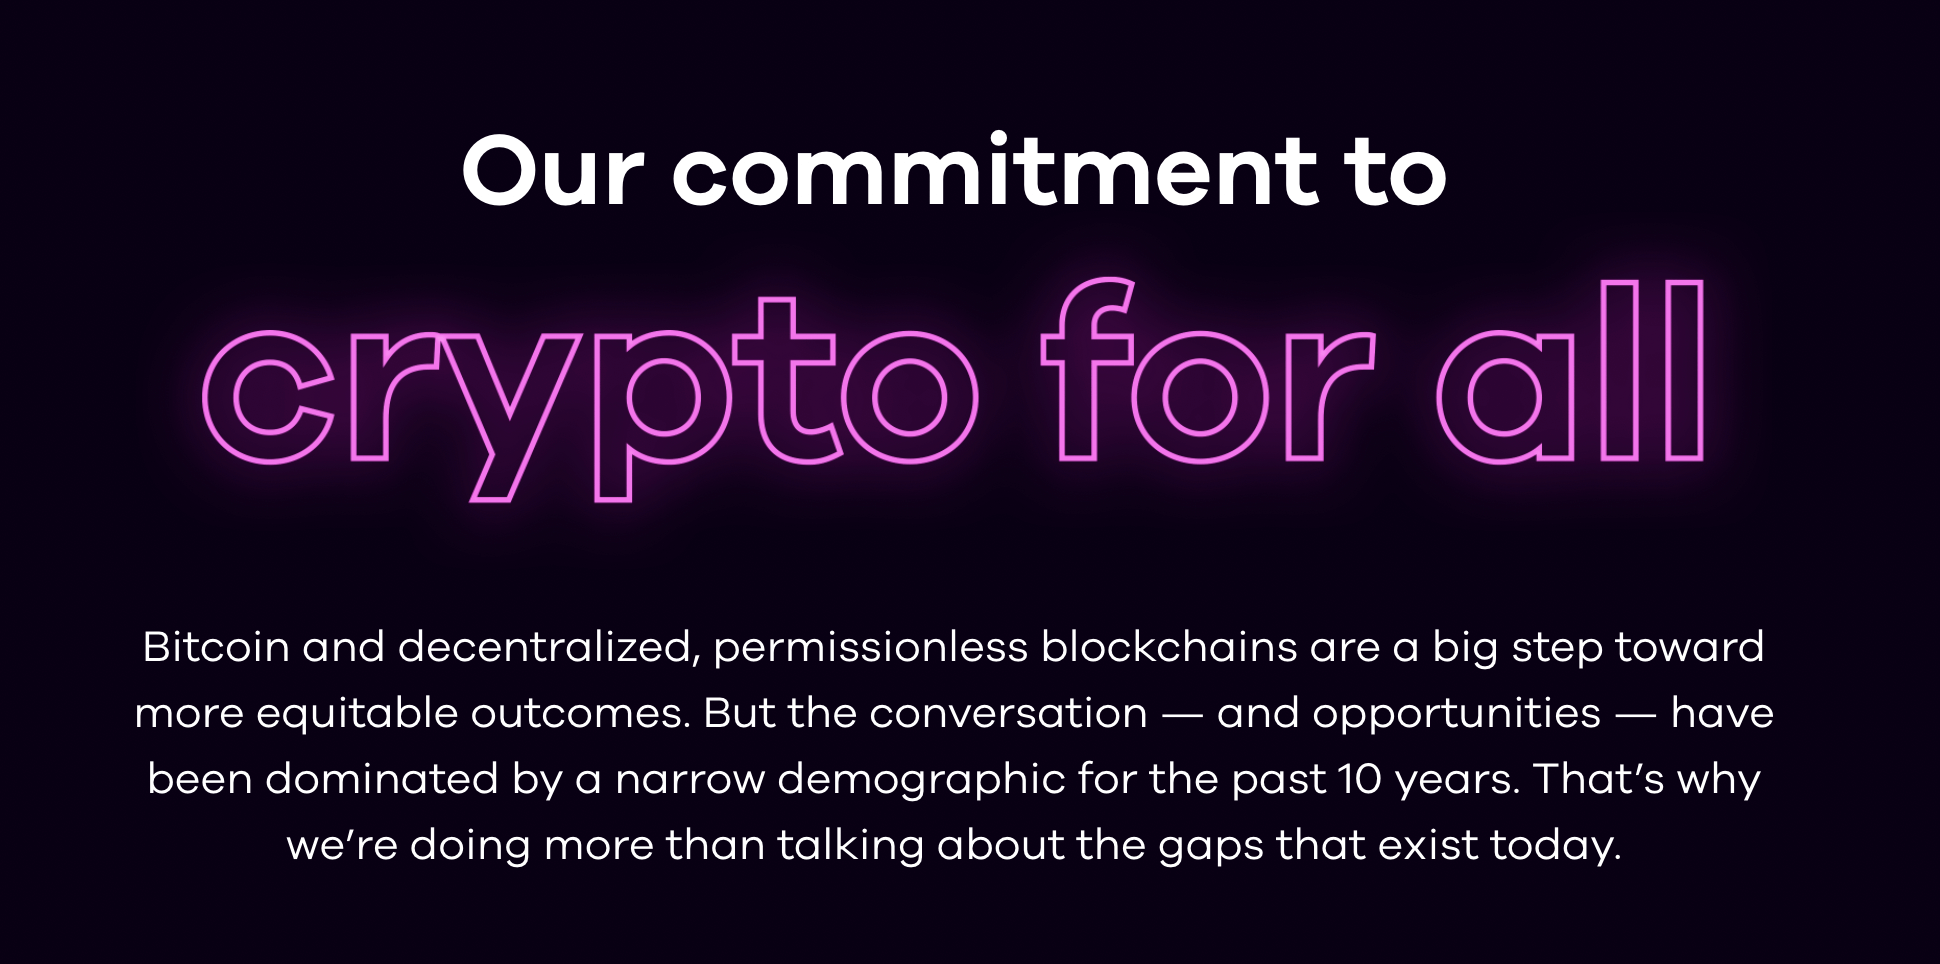 Our commitment to
crypto for all
Bitcoin and decentralized, permissionless blockchains are a big step toward
more equitable outcomes. But the conversation — and opportunities — have
been dominated by a narrow demographic for the past 10 years. That’s why
we’re doing more than talking about the gaps that exist today.